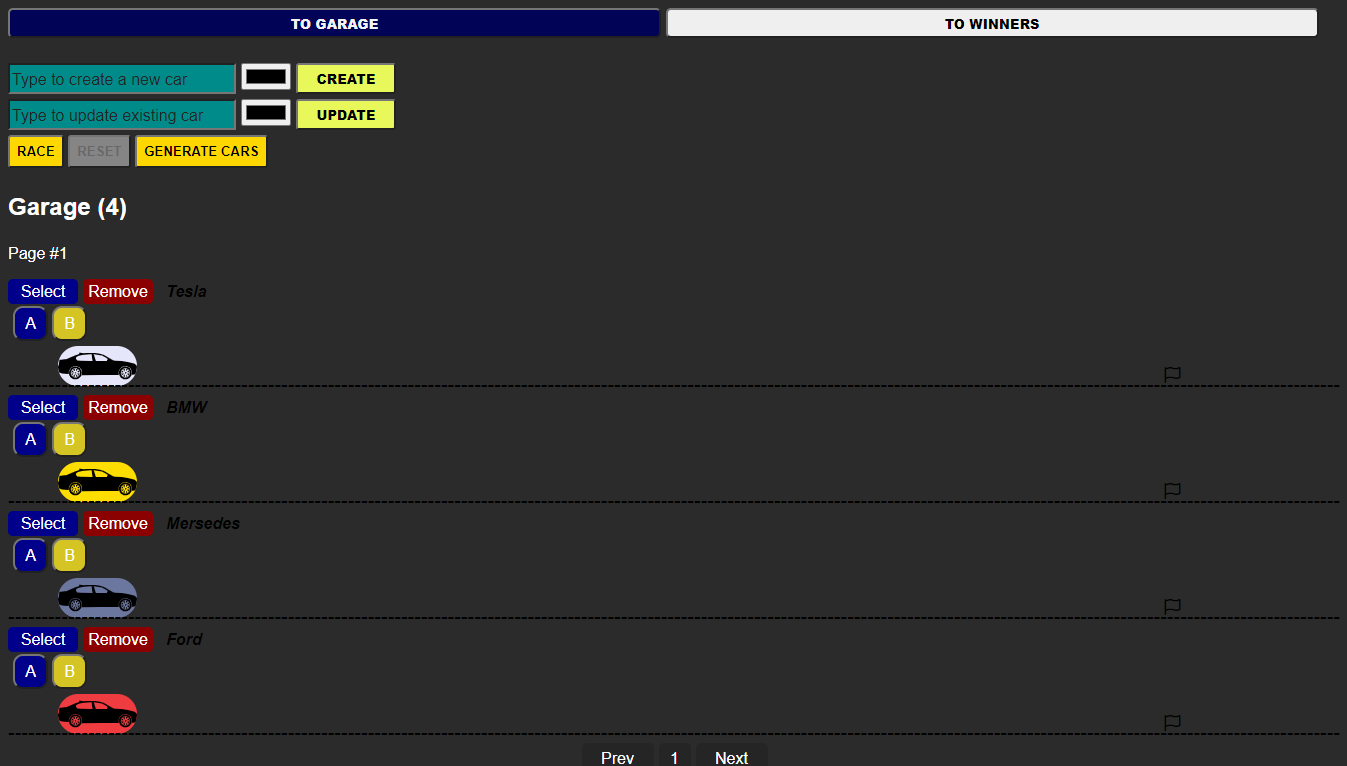 TO GARAGE TO WINNERS
Type to create a new car CREATE
Type to update existing car UPDATE
RACE RESET GENERATE CARS
Garage (4)
Page #1
Select Remove Tesla
A B
Select Remove BMW
A B
Select Remove Mersedes
A B
Select Remove Ford
A B
Prev 1 Next